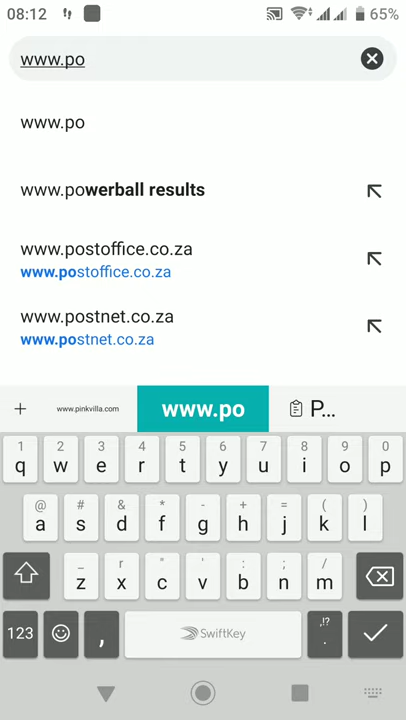 08:12 65%
www.po
www.po
www.powerball results
www.postoffice.co.za
www.postoffice.co.za
www.postnet.co.za
www.postnet.co.za
+ www.pinkvilla.com www.po P...
1 2 3 4 5 6 7 8 9 0
q w e r t y u i o p
@ # & * - + = ( )
a s d f g h j k l
_ r " ' : ; /
z x c v b n m
123 , SwiftKey ,!? .